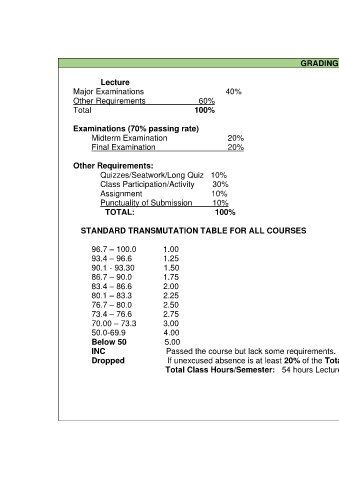 GRADING
Lecture
Major Examinations 40%
Other Requirements 60%
Total 100%
Examinations (70% passing rate)
Midterm Examination 20%
Final Examination 20%
Other Requirements:
Quizzes/Seatwork/Long Quiz 10%
Class Participation/Activity 30%
Assignment 10%
Punctuality of Submission 10%
TOTAL: 100%
STANDARD TRANSMUTATION TABLE FOR ALL COURSES
96.7 – 100.0 1.00
93.4 – 96.6 1.25
90.1 - 93.30 1.50
86.7 – 90.0 1.75
83.4 – 86.6 2.00
80.1 – 83.3 2.25
76.7 – 80.0 2.50
73.4 – 76.6 2.75
70.00 – 73.3 3.00
50.0-69.9 4.00
Below 50 5.00
INC Passed the course but lack some requirements.
Dropped If unexcused absence is at least 20% of the Tota
Total Class Hours/Semester: 54 hours Lecture